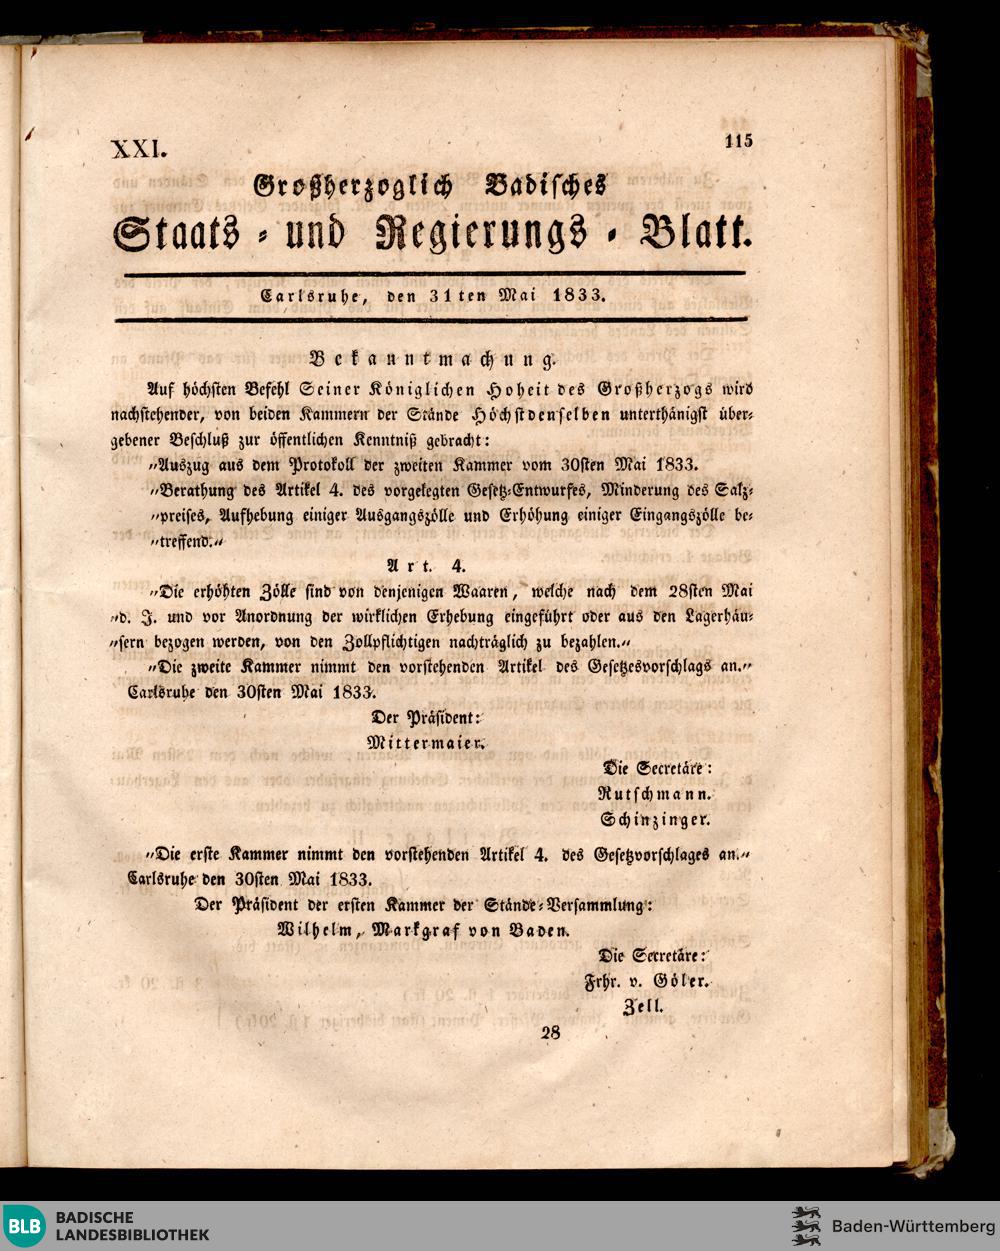 XXI.
115
Großherzoglich Badisches
Staats- und Regierungs-Blatt.
Carlsruhe, den 31ten Mai 1833.
Bekanntmachung.
Auf höchsten Befehl Seiner Königlichen Hoheit des Großherzogs wird
nachstehender, von beiden Kammern der Stände Höchstdenselben unterthänigst über-
gebener Beschluß zur öffentlichen Kenntniß gebracht:
„Auszug aus dem Protokoll der zweiten Kammer vom 30sten Mai 1833.
„Berathung des Artikel 4. des vorgelegten Gesetz-Entwurfes, Minderung des Salz-
„preises, Aufhebung einiger Ausgangszölle und Erhöhung einiger Eingangszölle be-
„treffend.„
Art. 4.
„Die erhöhten Zölle sind von denjenigen Waaren, welche nach dem 28sten Mai
„d. J. und vor Anordnung der wirklichen Erhebung eingeführt oder aus den Lagerhäu-
„sern bezogen werden, von den Zollpflichtigen nachträglich zu bezahlen.„
„Die zweite Kammer nimmt den vorstehenden Artikel des Gesetzesvorschlags an.„
Carlsruhe den 30sten Mai 1833.
Der Präsident:
Mittermaier.
Die Secretäre:
Rutschmann.
Schinzinger.
„Die erste Kammer nimmt den vorstehenden Artikel 4. des Gesetzvorschlages an.„
Carlsruhe den 30sten Mai 1833.
Der Präsident der ersten Kammer der Stände-Versammlung:
Wilhelm, Markgraf von Baden.
Die Secretäre:
Frhr. v. Göler.
Zell.
28
BLB BADISCHE
LANDESBIBLIOTHEK
Baden-Württemberg